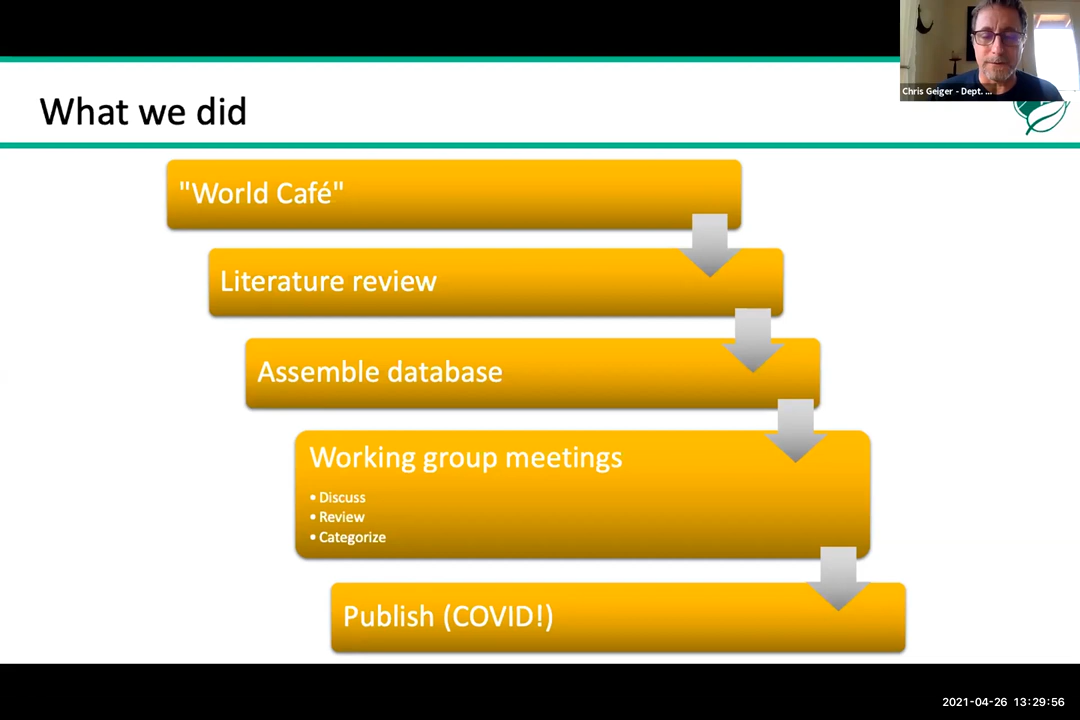 Chris Geiger - Dept. ...
What we did
"World Café"
Literature review
Assemble database
Working group meetings
• Discuss
• Review
• Categorize
Publish (COVID!)
2021-04-26 13:29:56